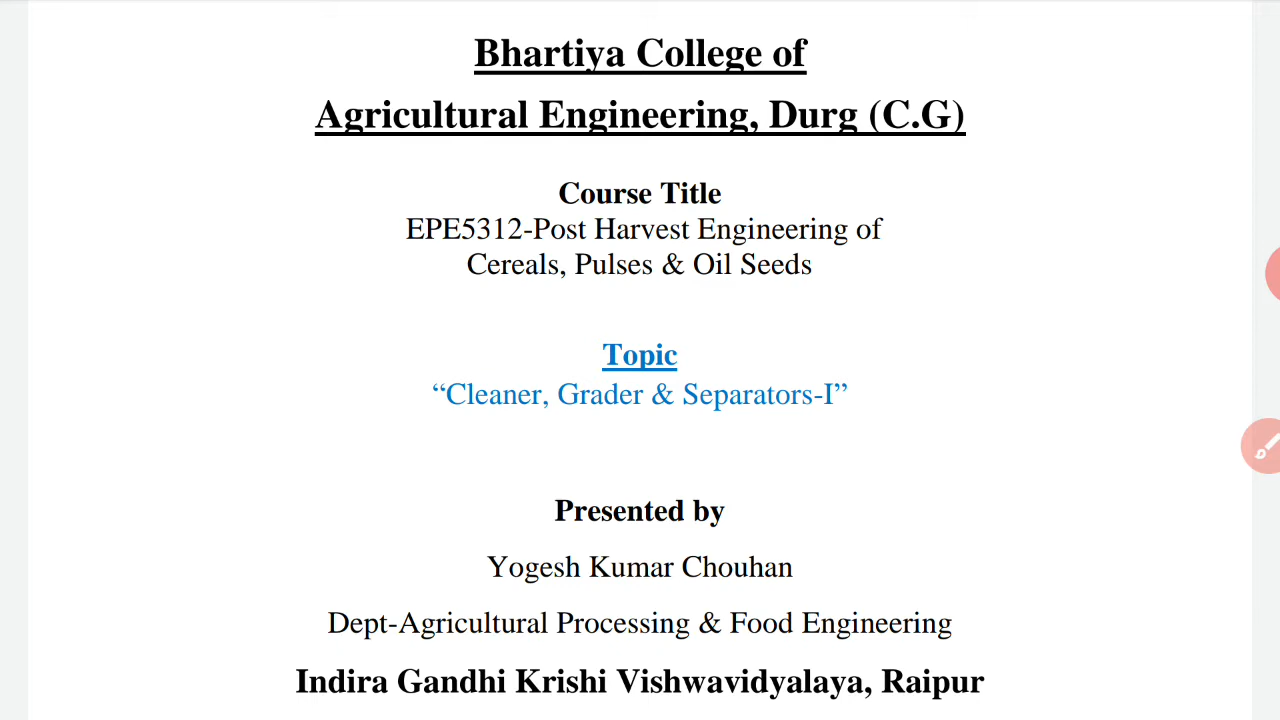 Bhartiya College of
Agricultural Engineering, Durg (C.G)
Course Title
EPE5312-Post Harvest Engineering of
Cereals, Pulses & Oil Seeds
Topic
“Cleaner, Grader & Separators-I”
Presented by
Yogesh Kumar Chouhan
Dept-Agricultural Processing & Food Engineering
Indira Gandhi Krishi Vishwavidyalaya, Raipur